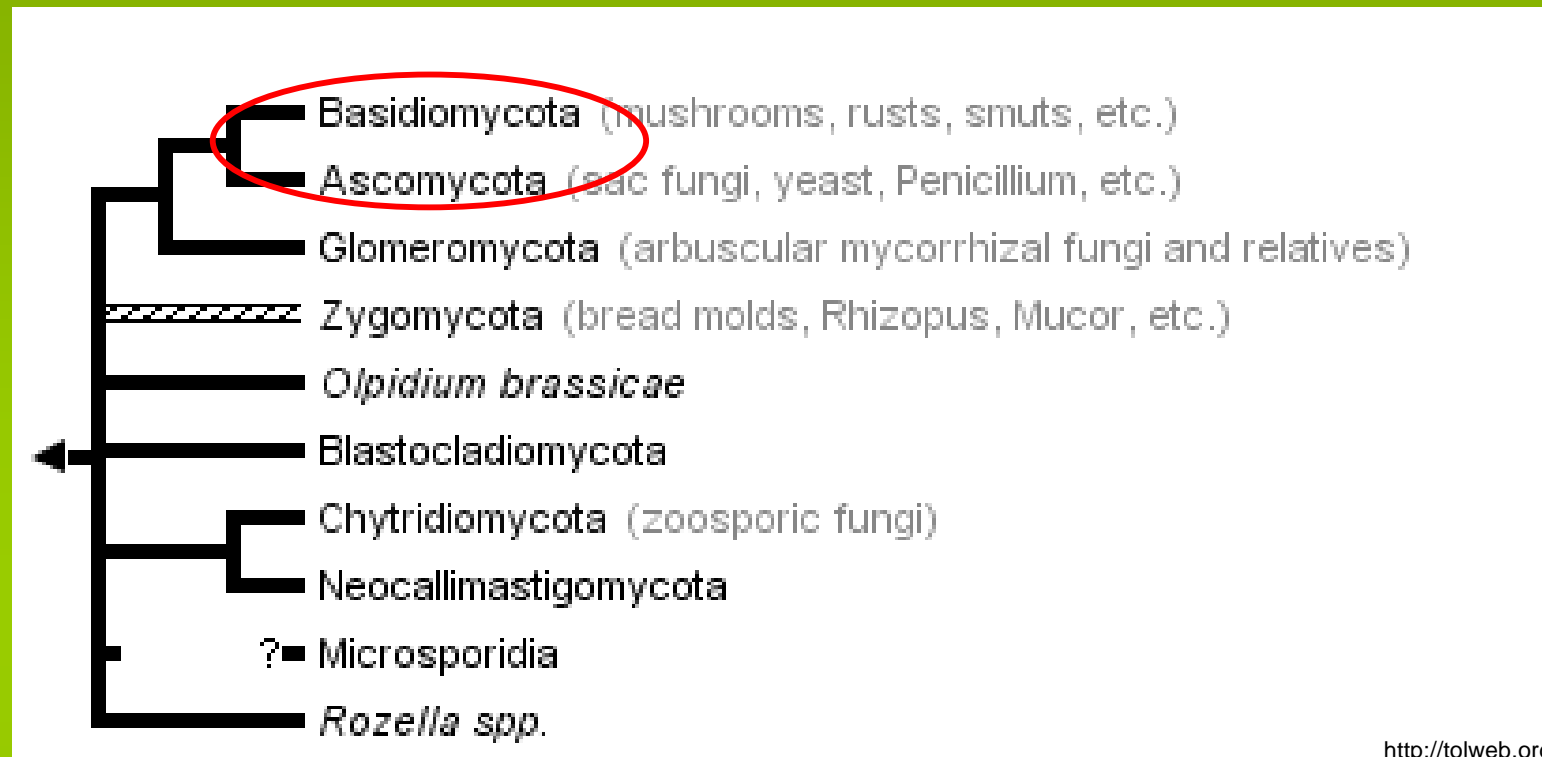 Basidiomycota (mushrooms, rusts, smuts, etc.)
Ascomycota (sac fungi, yeast, Penicillium, etc.)
Glomeromycota (arbuscular mycorrhizal fungi and relatives)
Zygomycota (bread molds, Rhizopus, Mucor, etc.)
Olpidium brassicae
Blastocladiomycota
Chytridiomycota (zoosporic fungi)
Neocallimastigomycota
? Microsporidia
Rozella spp.
http://tolweb.org